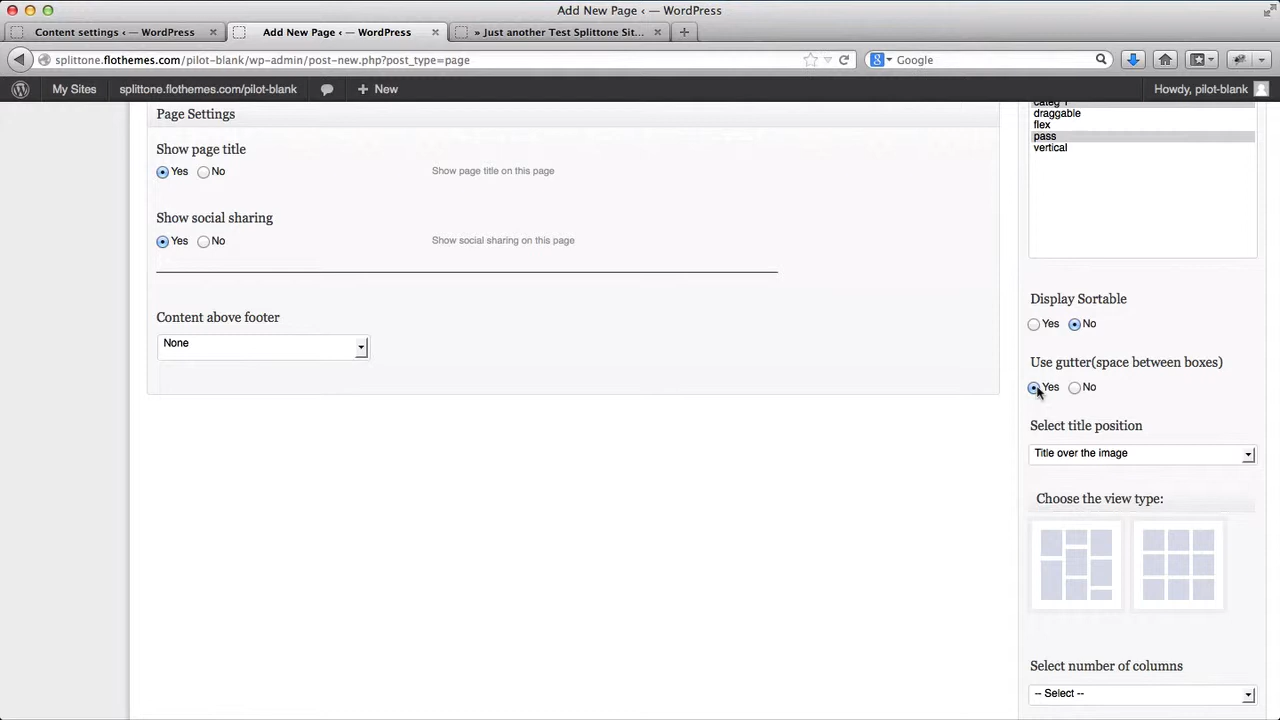 Add New Page ‹ — WordPress
Content settings ‹ — WordPress
Add New Page ‹ — WordPress
» Just another Test Splittone Sit...
splittone.flothemes.com/pilot-blank/wp-admin/post-new.php?post_type=page
Google
My Sites
splittone.flothemes.com/pilot-blank
+ New
Howdy, pilot-blank
Page Settings
Show page title
Yes No
Show page title on this page
Show social sharing
Yes No
Show social sharing on this page
Content above footer
None
categ 1
draggable
flex
pass
vertical
Display Sortable
Yes No
Use gutter(space between boxes)
Yes No
Select title position
Title over the image
Choose the view type:
Select number of columns
-- Select --